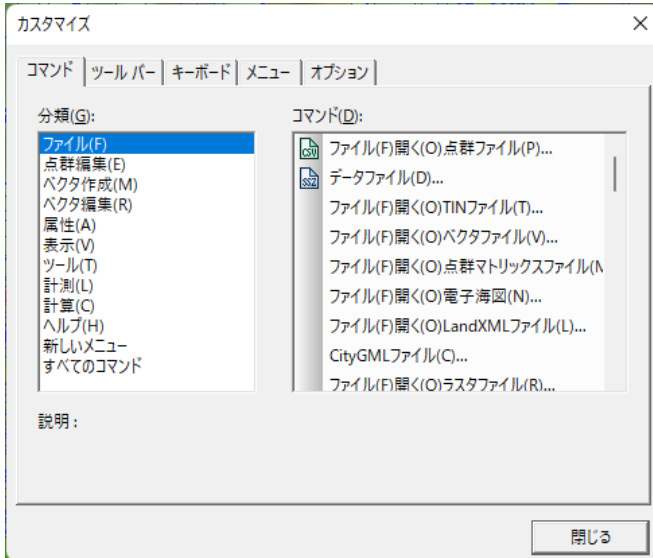 カスタマイズ
コマンド ツール バー キーボード メニュー オプション
分類(G):
ファイル(F)
点群編集(E)
ベクタ作成(M)
ベクタ編集(R)
属性(A)
表示(V)
ツール(T)
計測(L)
計算(C)
ヘルプ(H)
新しいメニュー
すべてのコマンド
コマンド(D):
CSV ファイル(F)開く(O)点群ファイル(P)...
SSZ データファイル(D)...
ファイル(F)開く(O)TINファイル(T)...
ファイル(F)開く(O)ベクタファイル(V)...
ファイル(F)開く(O)点群マトリックスファイル(M
ファイル(F)開く(O)電子海図(N)...
ファイル(F)開く(O)LandXMLファイル(L)...
CityGMLファイル(C)...
ファイル(F)開く(O)ラスタファイル(R)...
説明:
閉じる